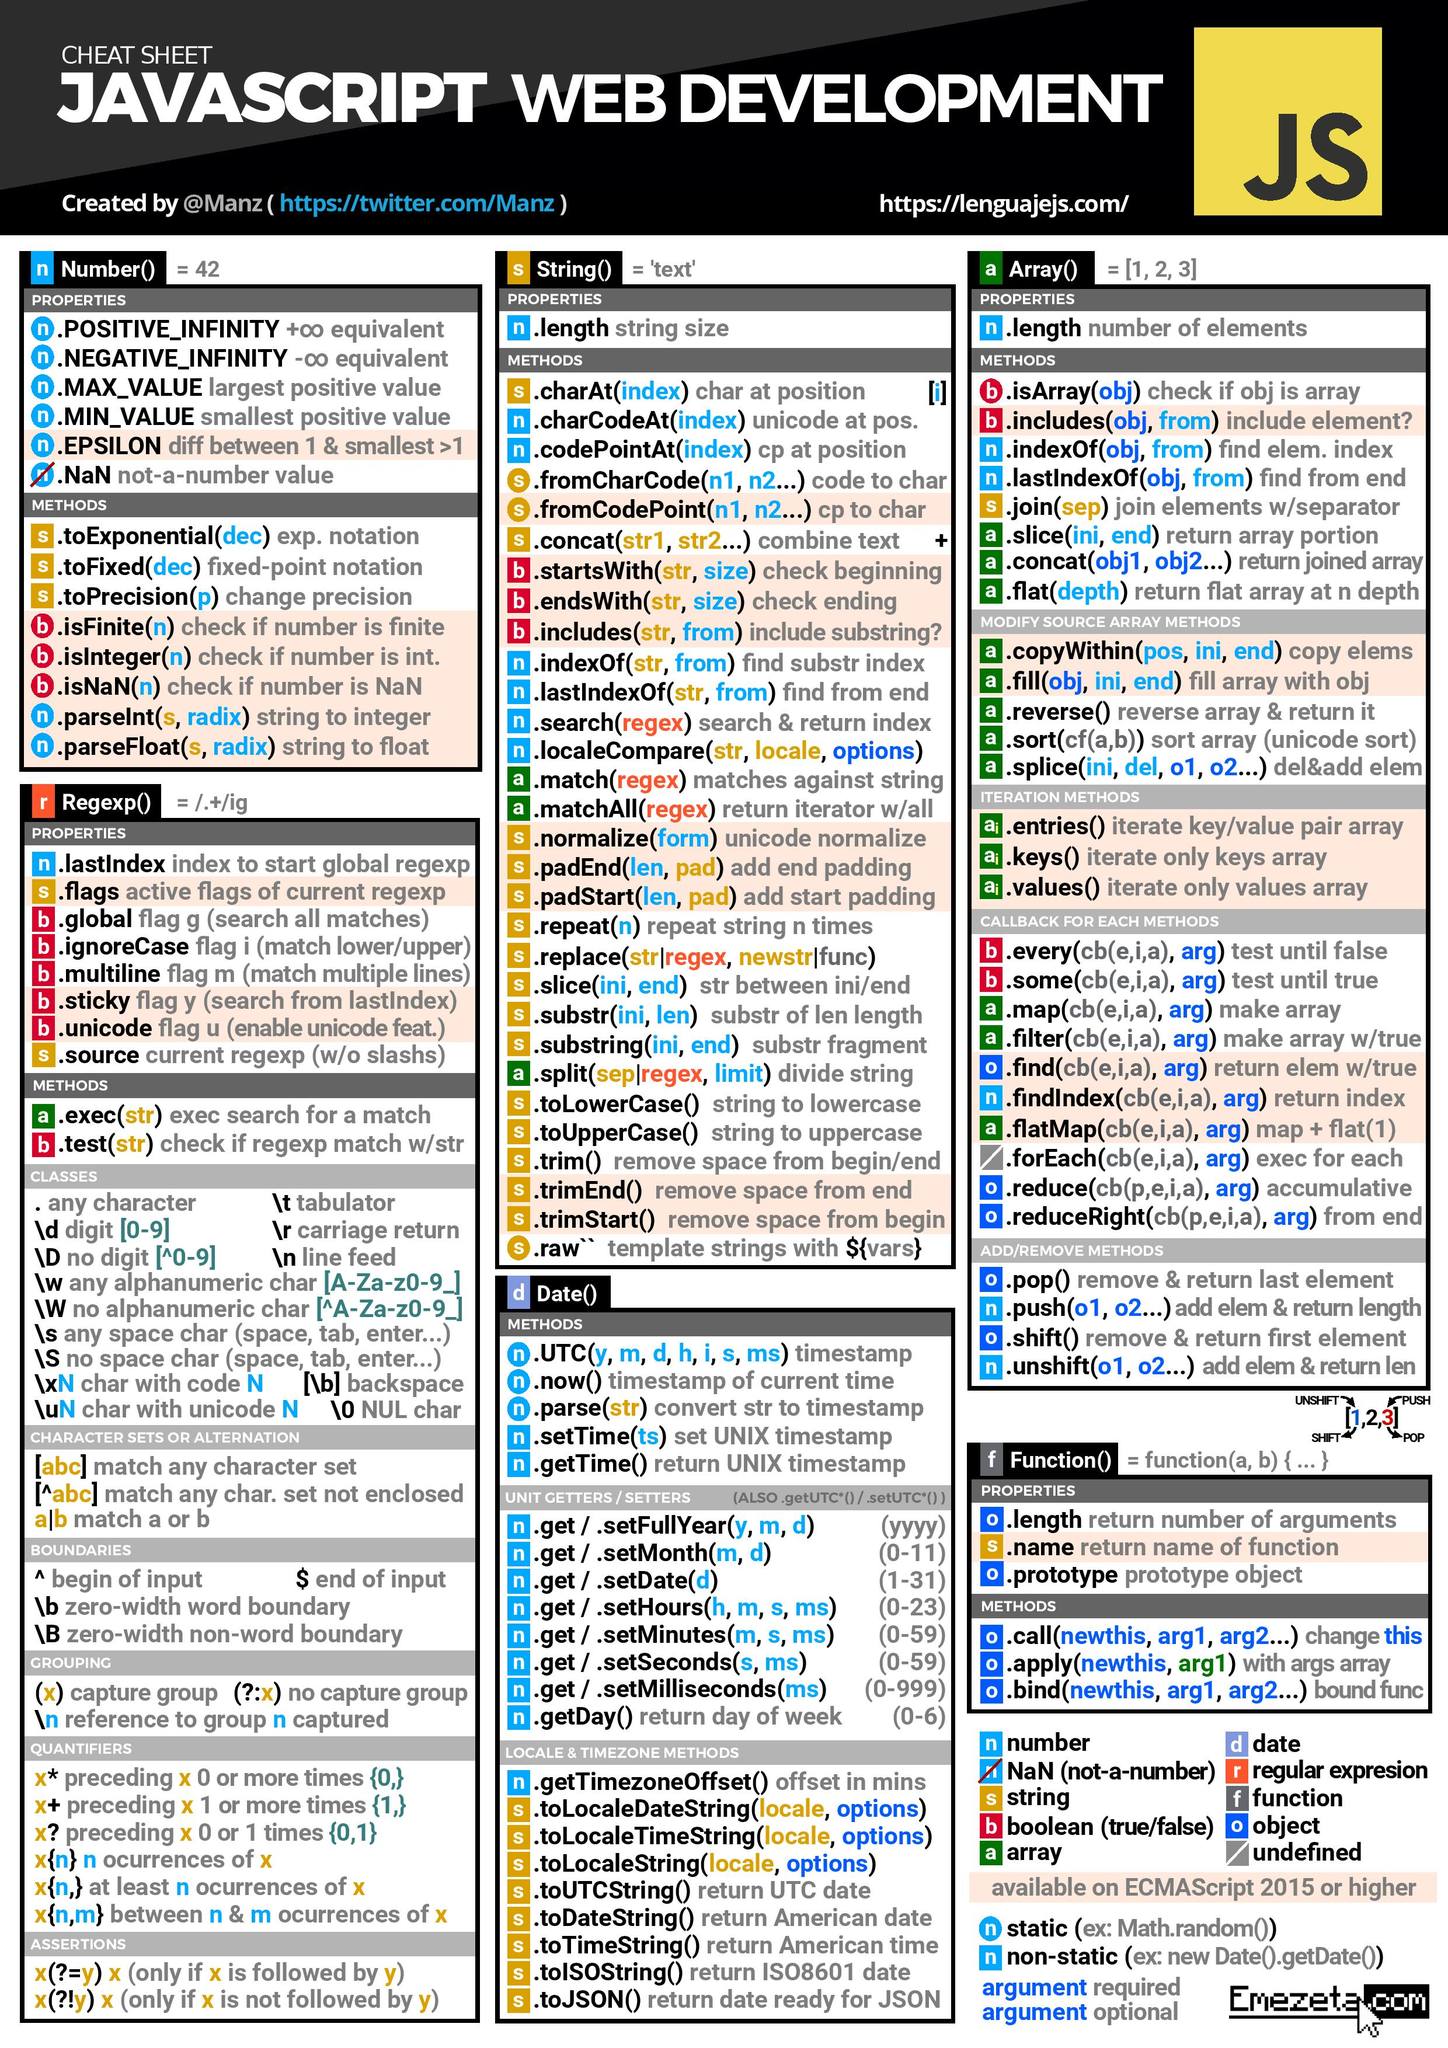 CHEAT SHEET
JAVASCRIPT WEB DEVELOPMENT
JS
Created by @Manz ( https://twitter.com/Manz )
https://lenguajejs.com/
n Number() = 42
PROPERTIES
n .POSITIVE_INFINITY +∞ equivalent
n .NEGATIVE_INFINITY -∞ equivalent
n .MAX_VALUE largest positive value
n .MIN_VALUE smallest positive value
n .EPSILON diff between 1 & smallest >1
n .NaN not-a-number value
METHODS
s .toExponential(dec) exp. notation
s .toFixed(dec) fixed-point notation
s .toPrecision(p) change precision
b .isFinite(n) check if number is finite
b .isInteger(n) check if number is int.
b .isNaN(n) check if number is NaN
n .parseInt(s, radix) string to integer
n .parseFloat(s, radix) string to float
r Regexp() = /.+/ig
PROPERTIES
n .lastIndex index to start global regexp
s .flags active flags of current regexp
b .global flag g (search all matches)
b .ignoreCase flag i (match lower/upper)
b .multiline flag m (match multiple lines)
b .sticky flag y (search from lastIndex)
b .unicode flag u (enable unicode feat.)
s .source current regexp (w/o slashs)
METHODS
a .exec(str) exec search for a match
b .test(str) check if regexp match w/str
CLASSES
. any character \t tabulator
\d digit [0-9] \r carriage return
\D no digit [^0-9] \n line feed
\w any alphanumeric char [A-Za-z0-9_]
\W no alphanumeric char [^A-Za-z0-9_]
\s any space char (space, tab, enter...)
\S no space char (space, tab, enter...)
\xN char with code N [\b] backspace
\uN char with unicode N \0 NUL char
CHARACTER SETS OR ALTERNATION
[abc] match any character set
[^abc] match any char. set not enclosed
a|b match a or b
BOUNDARIES
^ begin of input $ end of input
\b zero-width word boundary
\B zero-width non-word boundary
GROUPING
(x) capture group (?:x) no capture group
\n reference to group n captured
QUANTIFIERS
x* preceding x 0 or more times {0,}
x+ preceding x 1 or more times {1,}
x? preceding x 0 or 1 times {0,1}
x{n} n ocurrences of x
x{n,} at least n ocurrences of x
x{n,m} between n & m ocurrences of x
ASSERTIONS
x(?=y) x (only if x is followed by y)
x(?!y) x (only if x is not followed by y)
s String() = 'text'
PROPERTIES
n .length string size
METHODS
s .charAt(index) char at position [i]
n .charCodeAt(index) unicode at pos.
n .codePointAt(index) cp at position
s .fromCharCode(n1, n2...) code to char
s .fromCodePoint(n1, n2...) cp to char
s .concat(str1, str2...) combine text +
b .startsWith(str, size) check beginning
b .endsWith(str, size) check ending
b .includes(str, from) include substring?
n .indexOf(str, from) find substr index
n .lastIndexOf(str, from) find from end
n .search(regex) search & return index
n .localeCompare(str, locale, options)
a .match(regex) matches against string
a .matchAll(regex) return iterator w/all
s .normalize(form) unicode normalize
s .padEnd(len, pad) add end padding
s .padStart(len, pad) add start padding
s .repeat(n) repeat string n times
s .replace(str|regex, newstr|func)
s .slice(ini, end) str between ini/end
s .substr(ini, len) substr of len length
s .substring(ini, end) substr fragment
a .split(sep|regex, limit) divide string
s .toLowerCase() string to lowercase
s .toUpperCase() string to uppercase
s .trim() remove space from begin/end
s .trimEnd() remove space from end
s .trimStart() remove space from begin
s .raw`` template strings with ${vars}
d Date()
METHODS
n .UTC(y, m, d, h, i, s, ms) timestamp
n .now() timestamp of current time
n .parse(str) convert str to timestamp
n .setTime(ts) set UNIX timestamp
n .getTime() return UNIX timestamp
UNIT GETTERS / SETTERS (ALSO .getUTC*() / .setUTC*() )
n .get / .setFullYear(y, m, d) (yyyy)
n .get / .setMonth(m, d) (0-11)
n .get / .setDate(d) (1-31)
n .get / .setHours(h, m, s, ms) (0-23)
n .get / .setMinutes(m, s, ms) (0-59)
n .get / .setSeconds(s, ms) (0-59)
n .get / .setMilliseconds(ms) (0-999)
n .getDay() return day of week (0-6)
LOCALE & TIMEZONE METHODS
n .getTimezoneOffset() offset in mins
s .toLocaleDateString(locale, options)
s .toLocaleTimeString(locale, options)
s .toLocaleString(locale, options)
s .toUTCString() return UTC date
s .toDateString() return American date
s .toTimeString() return American time
s .toISOString() return ISO8601 date
s .toJSON() return date ready for JSON
a Array() = [1, 2, 3]
PROPERTIES
n .length number of elements
METHODS
b .isArray(obj) check if obj is array
b .includes(obj, from) include element?
n .indexOf(obj, from) find elem. index
n .lastIndexOf(obj, from) find from end
s .join(sep) join elements w/separator
a .slice(ini, end) return array portion
a .concat(obj1, obj2...) return joined array
a .flat(depth) return flat array at n depth
MODIFY SOURCE ARRAY METHODS
a .copyWithin(pos, ini, end) copy elems
a .fill(obj, ini, end) fill array with obj
a .reverse() reverse array & return it
a .sort(cf(a,b)) sort array (unicode sort)
a .splice(ini, del, o1, o2...) del&add elem
ITERATION METHODS
ai .entries() iterate key/value pair array
ai .keys() iterate only keys array
ai .values() iterate only values array
CALLBACK FOR EACH METHODS
b .every(cb(e,i,a), arg) test until false
b .some(cb(e,i,a), arg) test until true
a .map(cb(e,i,a), arg) make array
a .filter(cb(e,i,a), arg) make array w/true
o .find(cb(e,i,a), arg) return elem w/true
n .findIndex(cb(e,i,a), arg) return index
a .flatMap(cb(e,i,a), arg) map + flat(1)
.forEach(cb(e,i,a), arg) exec for each
o .reduce(cb(p,e,i,a), arg) accumulative
o .reduceRight(cb(p,e,i,a), arg) from end
ADD/REMOVE METHODS
o .pop() remove & return last element
n .push(o1, o2...) add elem & return length
o .shift() remove & return first element
n .unshift(o1, o2...) add elem & return len
UNSHIFT PUSH
[1,2,3]
SHIFT POP
f Function() = function(a, b) { ... }
PROPERTIES
o .length return number of arguments
s .name return name of function
o .prototype prototype object
METHODS
o .call(newthis, arg1, arg2...) change this
o .apply(newthis, arg1) with args array
o .bind(newthis, arg1, arg2...) bound func
n number d date
n NaN (not-a-number) r regular expresion
s string f function
b boolean (true/false) o object
a array undefined
available on ECMAScript 2015 or higher
n static (ex: Math.random())
n non-static (ex: new Date().getDate())
argument required
argument optional
Emezeta.com